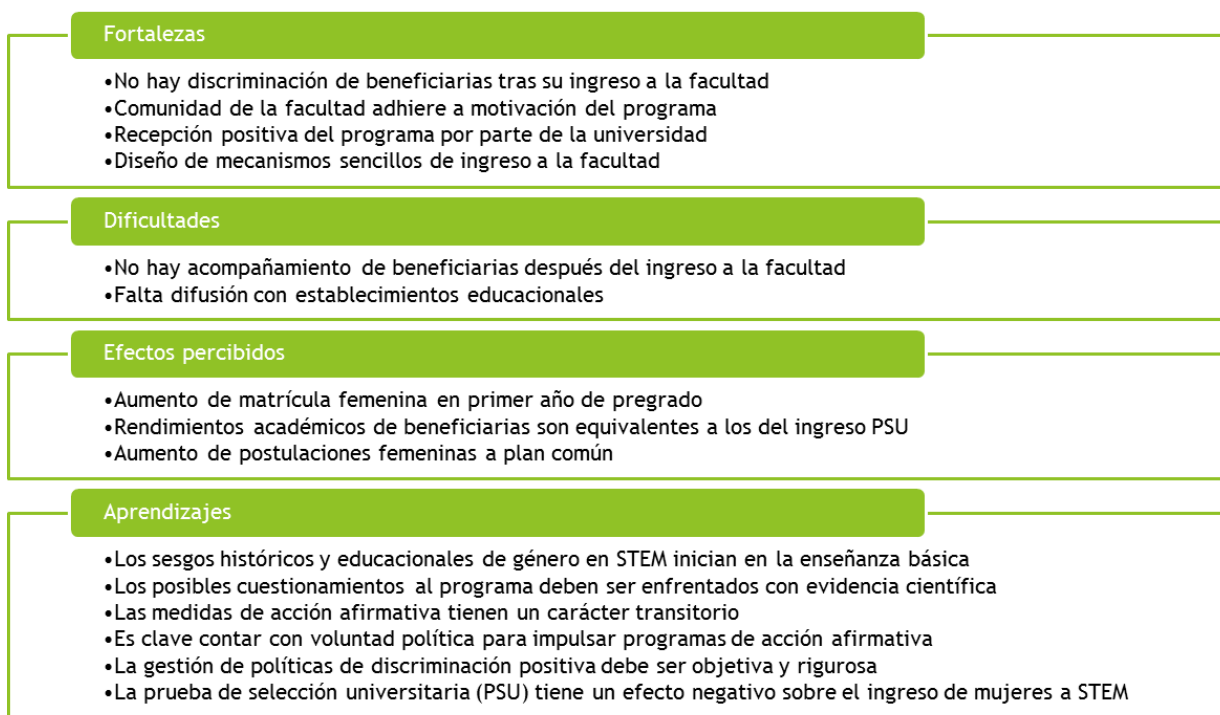 Fortalezas
•No hay discriminación de beneficiarias tras su ingreso a la facultad
•Comunidad de la facultad adhiere a motivación del programa
•Recepción positiva del programa por parte de la universidad
•Diseño de mecanismos sencillos de ingreso a la facultad
Dificultades
•No hay acompañamiento de beneficiarias después del ingreso a la facultad
•Falta difusión con establecimientos educacionales
Efectos percibidos
•Aumento de matrícula femenina en primer año de pregrado
•Rendimientos académicos de beneficiarias son equivalentes a los del ingreso PSU
•Aumento de postulaciones femeninas a plan común
Aprendizajes
•Los sesgos históricos y educacionales de género en STEM inician en la enseñanza básica
•Los posibles cuestionamientos al programa deben ser enfrentados con evidencia científica
•Las medidas de acción afirmativa tienen un carácter transitorio
•Es clave contar con voluntad política para impulsar programas de acción afirmativa
•La gestión de políticas de discriminación positiva debe ser objetiva y rigurosa
•La prueba de selección universitaria (PSU) tiene un efecto negativo sobre el ingreso de mujeres a STEM